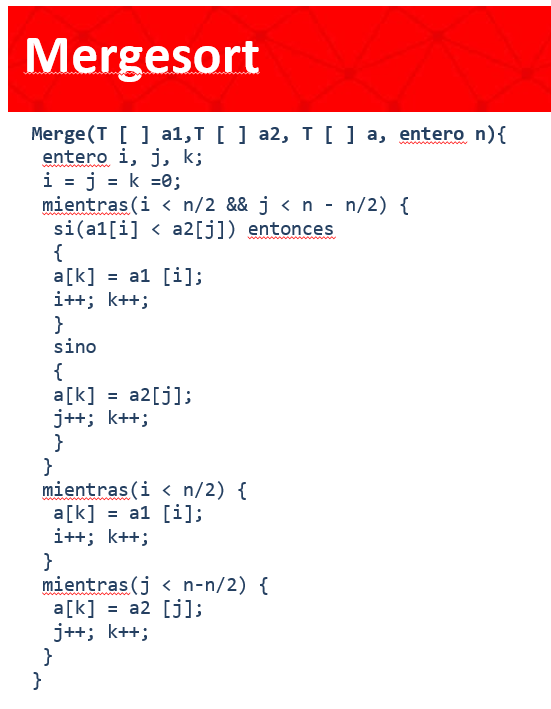 Mergesort
Merge(T [ ] a1,T [ ] a2, T [ ] a, entero n){
entero i, j, k;
i = j = k =0;
mientras(i < n/2 && j < n - n/2) {
si(a1[i] < a2[j]) entonces
{
a[k] = a1 [i];
i++; k++;
}
sino
{
a[k] = a2[j];
j++; k++;
}
}
mientras(i < n/2) {
a[k] = a1 [i];
i++; k++;
}
mientras(j < n-n/2) {
a[k] = a2 [j];
j++; k++;
}
}